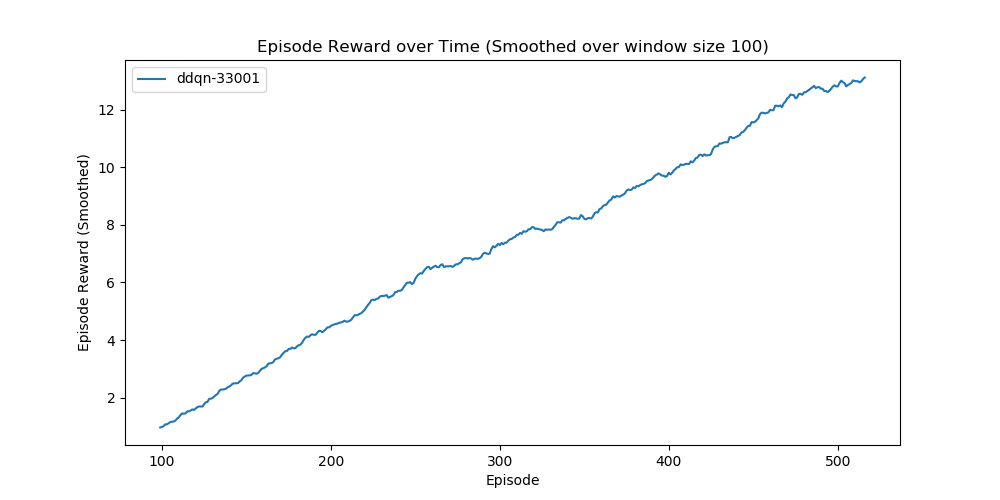 Episode Reward over Time (Smoothed over window size 100)
ddqn-33001
12
10
8
6
4
2
Episode Reward (Smoothed)
100 200 300 400 500
Episode